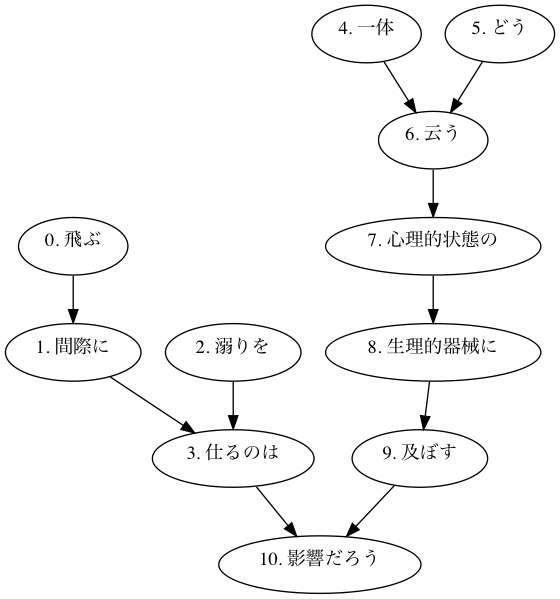 4. 一体
5. どう
6. 云う
0. 飛ぶ
7. 心理的状態の
1. 間際に
2. 溺りを
8. 生理的器械に
3. 仕るのは
9. 及ぼす
10. 影響だろう